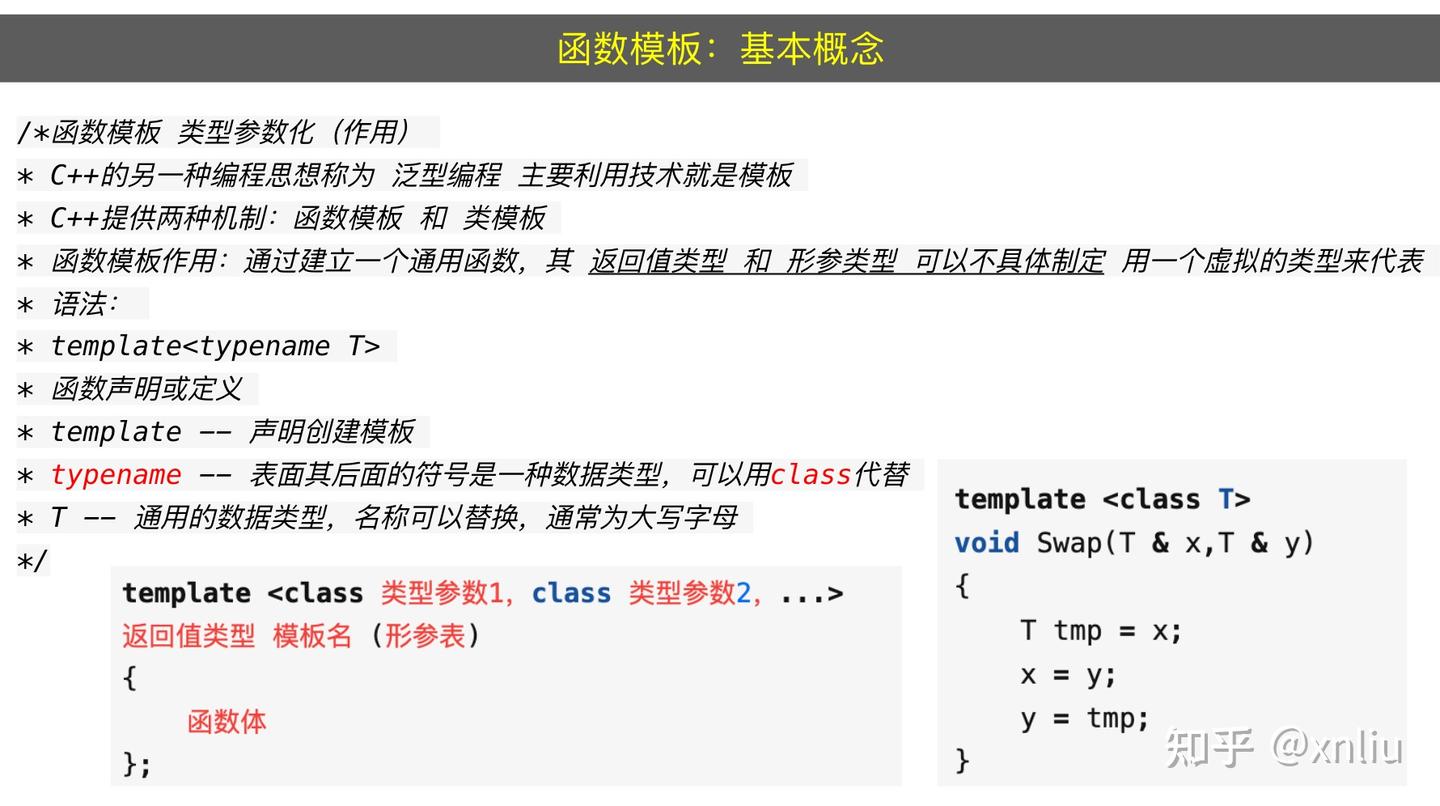 函数模板：基本概念
/*函数模板 类型参数化（作用）
* C++的另一种编程思想称为 泛型编程 主要利用技术就是模板
* C++提供两种机制：函数模板 和 类模板
* 函数模板作用：通过建立一个通用函数，其 返回值类型 和 形参类型 可以不具体制定 用一个虚拟的类型来代表
* 语法：
* template<typename T>
* 函数声明或定义
* template -- 声明创建模板
* typename -- 表面其后面的符号是一种数据类型，可以用class代替
* T -- 通用的数据类型，名称可以替换，通常为大写字母
*/
template <class 类型参数1, class 类型参数2, ...>
返回值类型 模板名 (形参表)
{
    函数体
};
template <class T>
void Swap(T & x,T & y)
{
    T tmp = x;
    x = y;
    y = tmp;
}
知乎 @xnliu